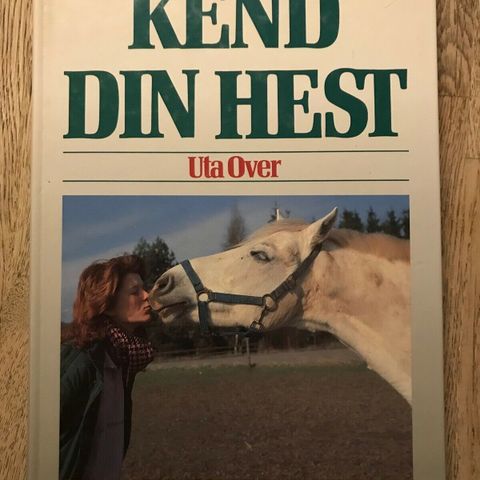 KEND
DIN HEST
Uta Over